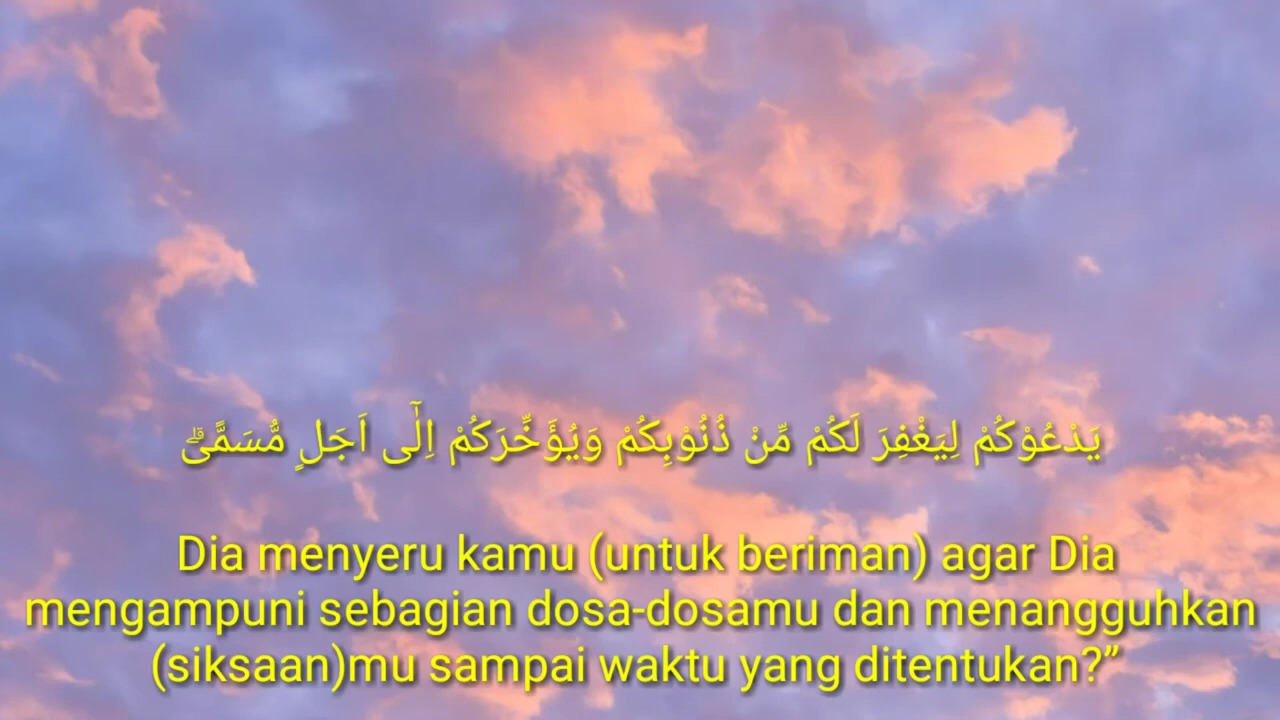 يَدْعُوْكُمْ لِيَغْفِرَ لَكُمْ مِّنْ ذُنُوْبِكُمْ وَيُؤَخِّرَكُمْ اِلٰٓى اَجَلٍ مُّسَمًّىۗ
Dia menyeru kamu (untuk beriman) agar Dia
mengampuni sebagian dosa-dosamu dan menangguhkan
(siksaan)mu sampai waktu yang ditentukan?”